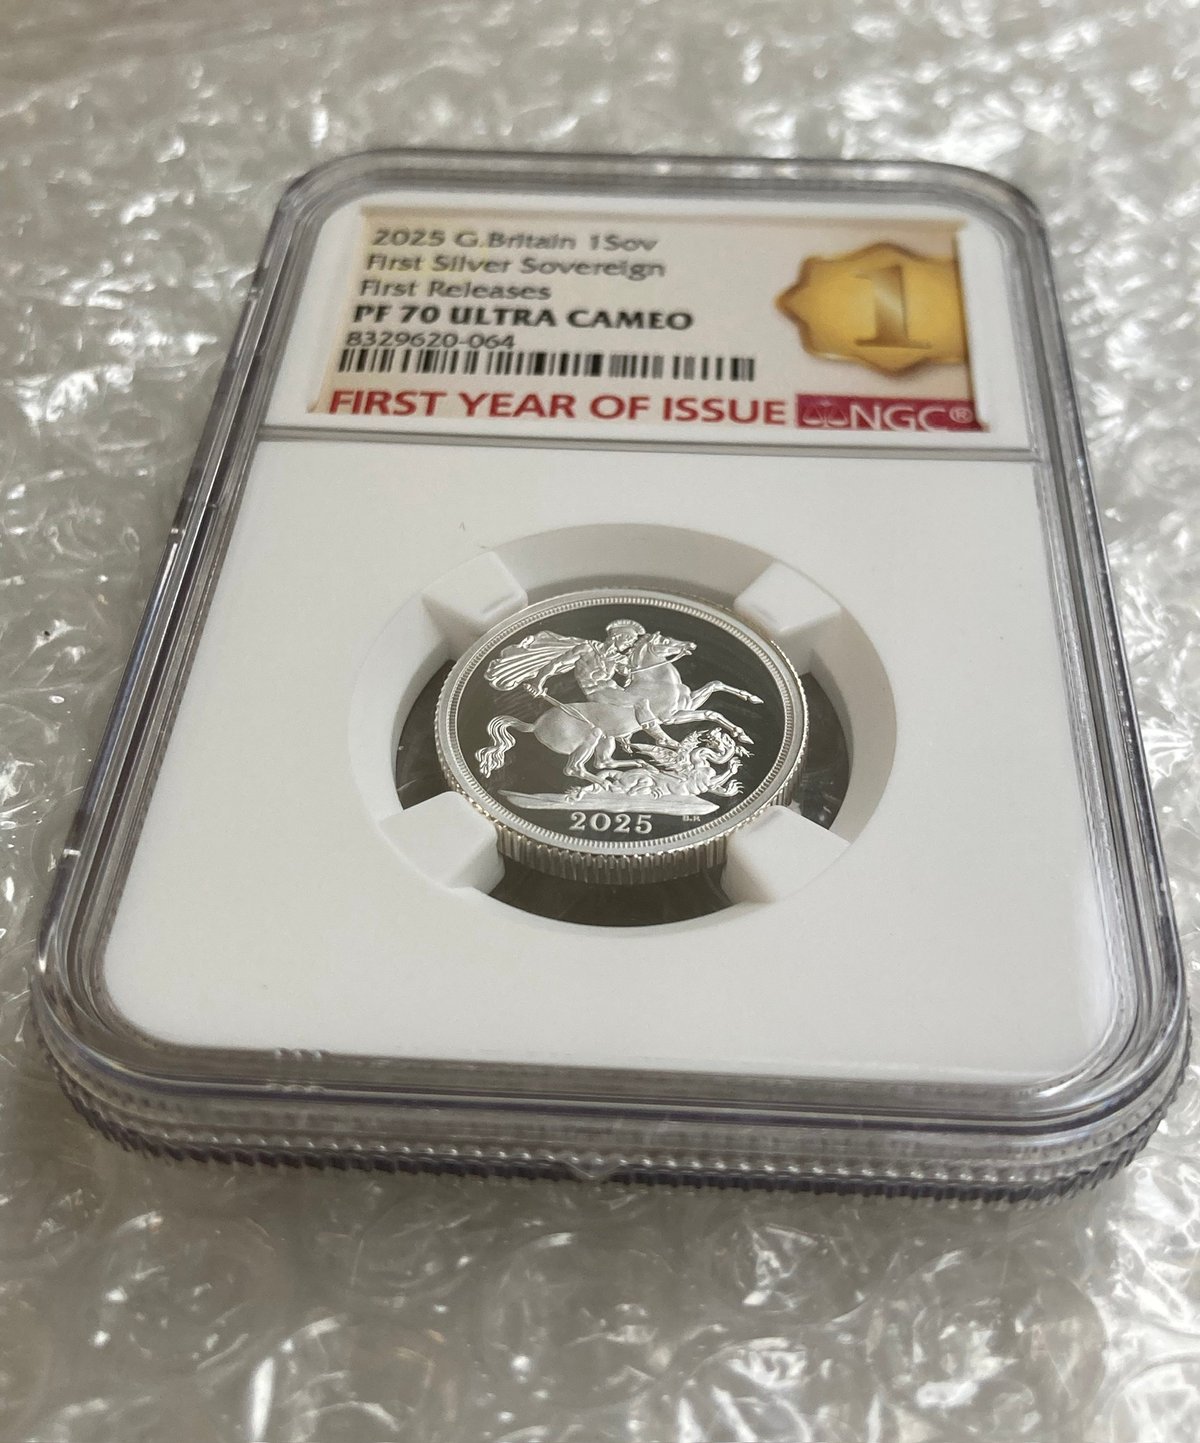 2025 G.Britain 1Sov
First Silver Sovereign
First Releases
PF 70 ULTRA CAMEO
8329620-064
1
FIRST YEAR OF ISSUE NGC®
2025 B.P.